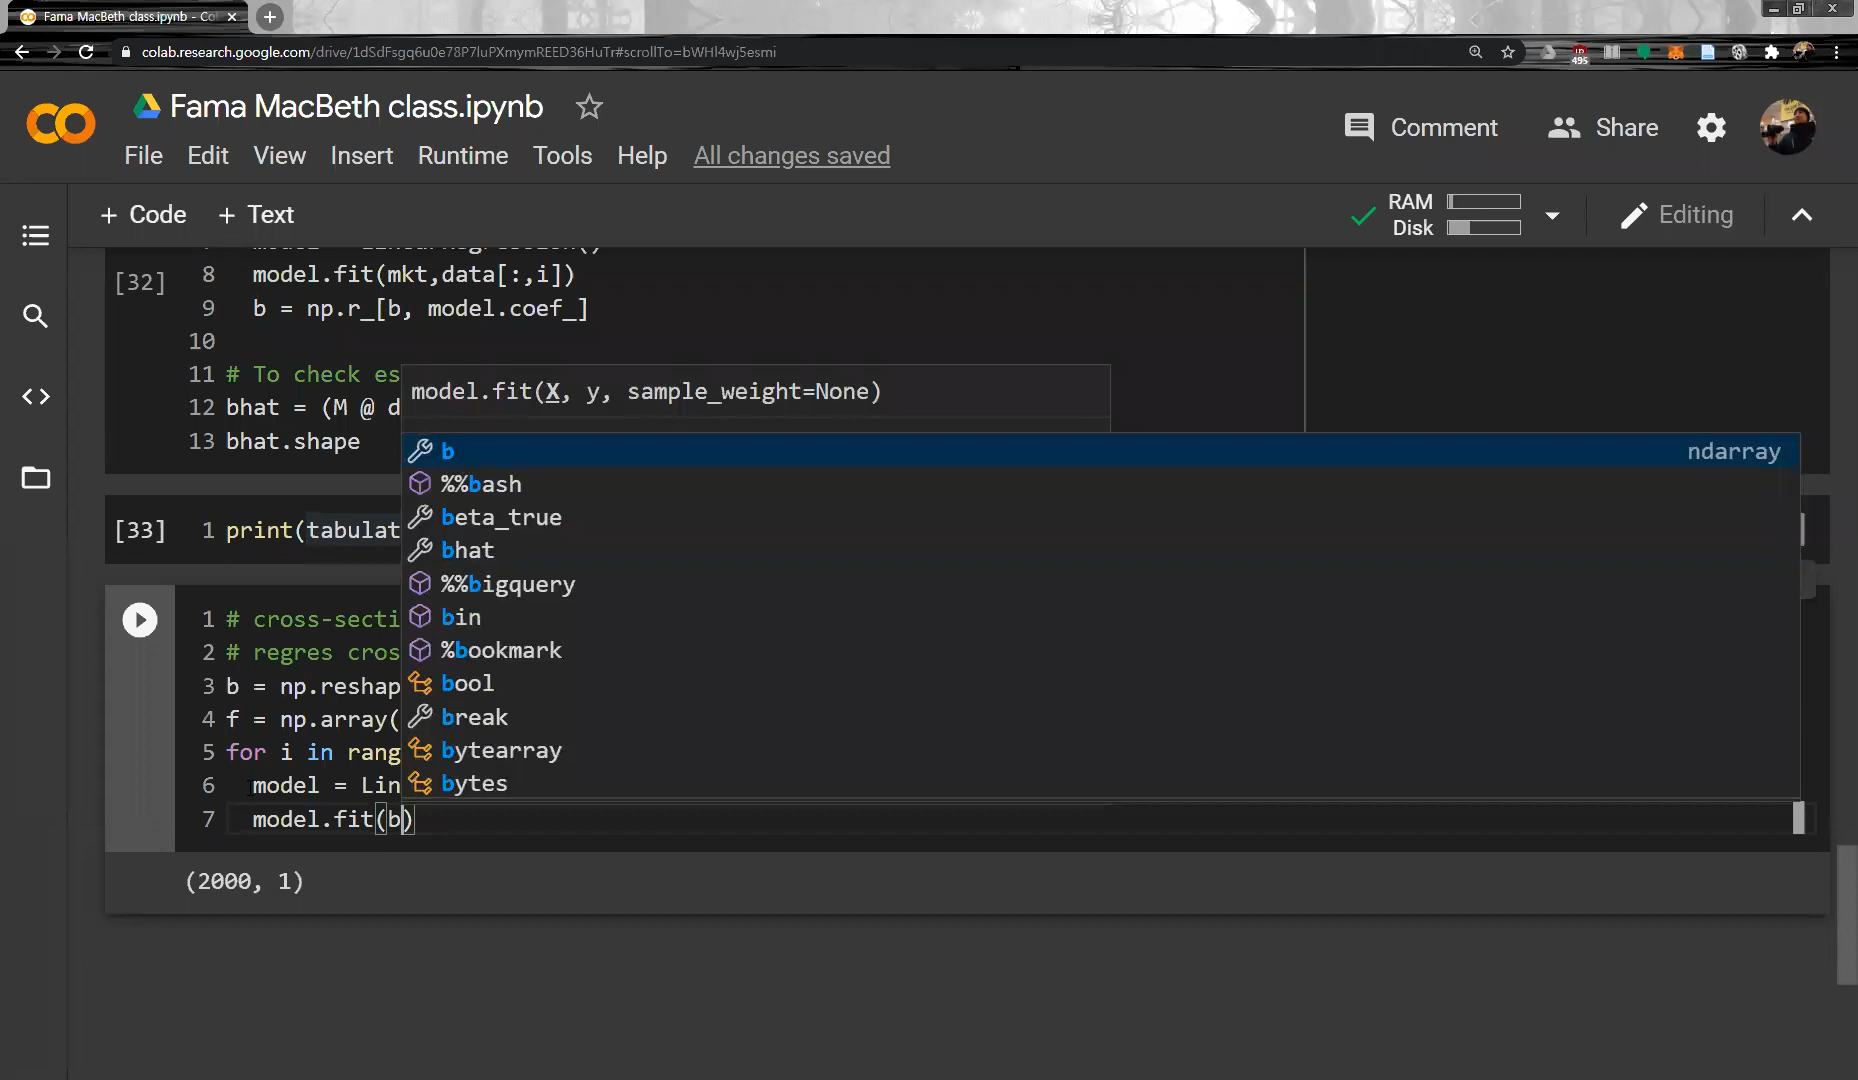 Fama MacBeth class.ipynb - Co
colab.research.google.com/drive/1dSdFsgq6u0e78P7luPXmymREED36HuTr#scrollTo=bWHl4wj5esmi
495
Fama MacBeth class.ipynb
Comment
Share
File Edit View Insert Runtime Tools Help All changes saved
+ Code + Text
RAM
Disk
Editing
[32]
8 model.fit(mkt,data[:,i])
9 b = np.r_[b, model.coef_]
10
11 # To check es
12 bhat = (M @ d
13 bhat.shape
model.fit(X, y, sample_weight=None)
b ndarray
%%bash
beta_true
bhat
%%bigquery
bin
%bookmark
bool
break
bytearray
bytes
[33] 1 print(tabulat
1 # cross-secti
2 # regres cros
3 b = np.reshap
4 f = np.array(
5 for i in rang
6 model = Lin
7 model.fit(b)
(2000, 1)